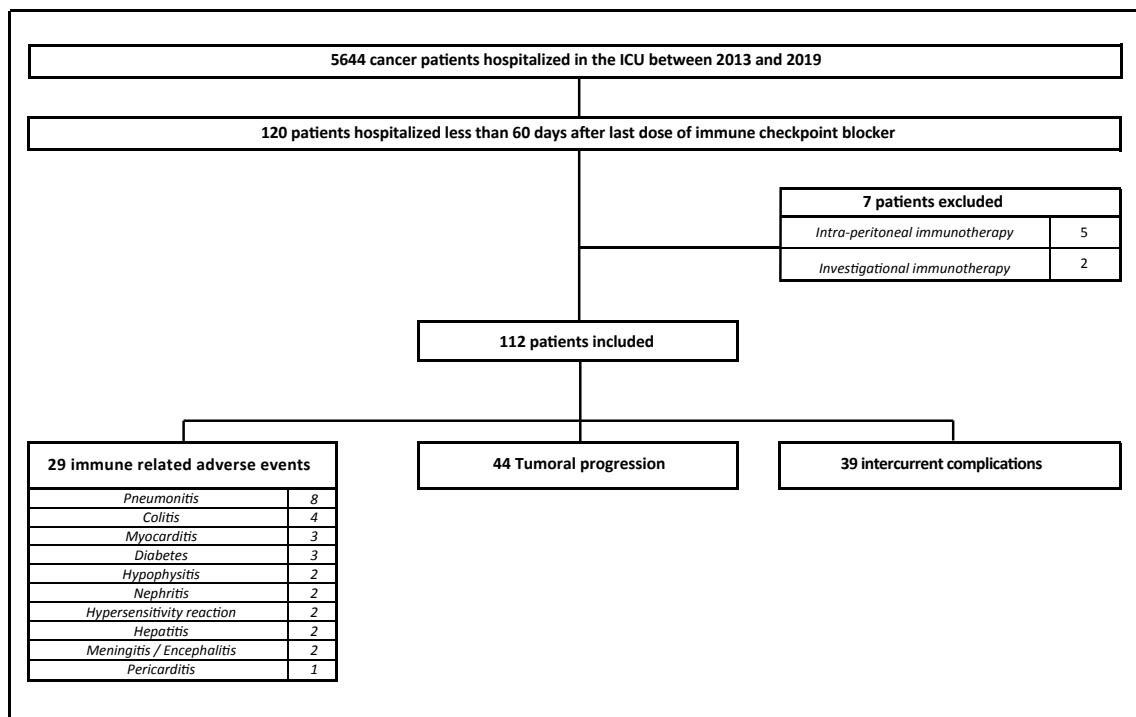 5644 cancer patients hospitalized in the ICU between 2013 and 2019
120 patients hospitalized less than 60 days after last dose of immune checkpoint blocker
7 patients excluded
Intra-peritoneal immunotherapy 5
Investigational immunotherapy 2
112 patients included
29 immune related adverse events
Pneumonitis 8
Colitis 4
Myocarditis 3
Diabetes 3
Hypophysitis 2
Nephritis 2
Hypersensitivity reaction 2
Hepatitis 2
Meningitis / Encephalitis 2
Pericarditis 1
44 Tumoral progression
39 intercurrent complications